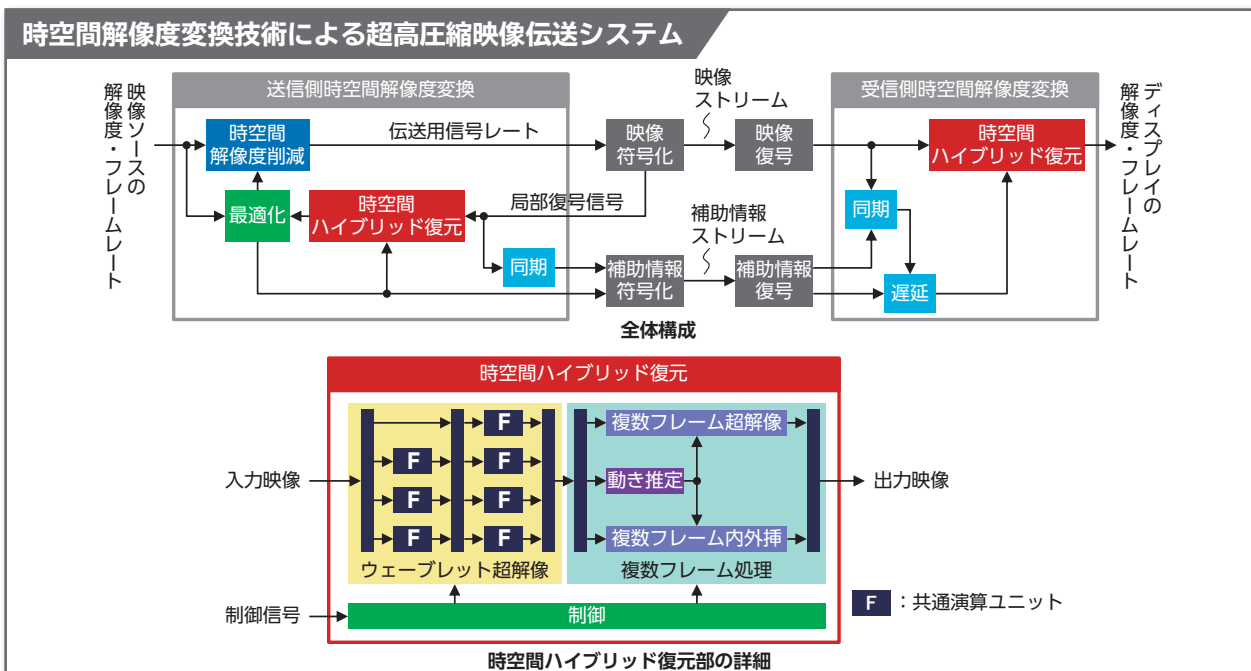 時空間解像度変換技術による超高圧縮映像伝送システム
映像ソースの
解像度・フレームレート
送信側時空間解像度変換
時空間
解像度削減
伝送用信号レート
最適化
時空間
ハイブリッド復元
局部復号信号
同期
映像
符号化
映像
ストリーム
映像
復号
補助情報
符号化
補助情報
ストリーム
補助情報
復号
受信側時空間解像度変換
時空間
ハイブリッド復元
同期
遅延
ディスプレイの
解像度・フレームレート
全体構成
時空間ハイブリッド復元
入力映像
F
F
F
F
F
F
F
ウェーブレット超解像
複数フレーム超解像
動き推定
複数フレーム内外挿
複数フレーム処理
出力映像
制御信号
制御
F：共通演算ユニット
時空間ハイブリッド復元部の詳細